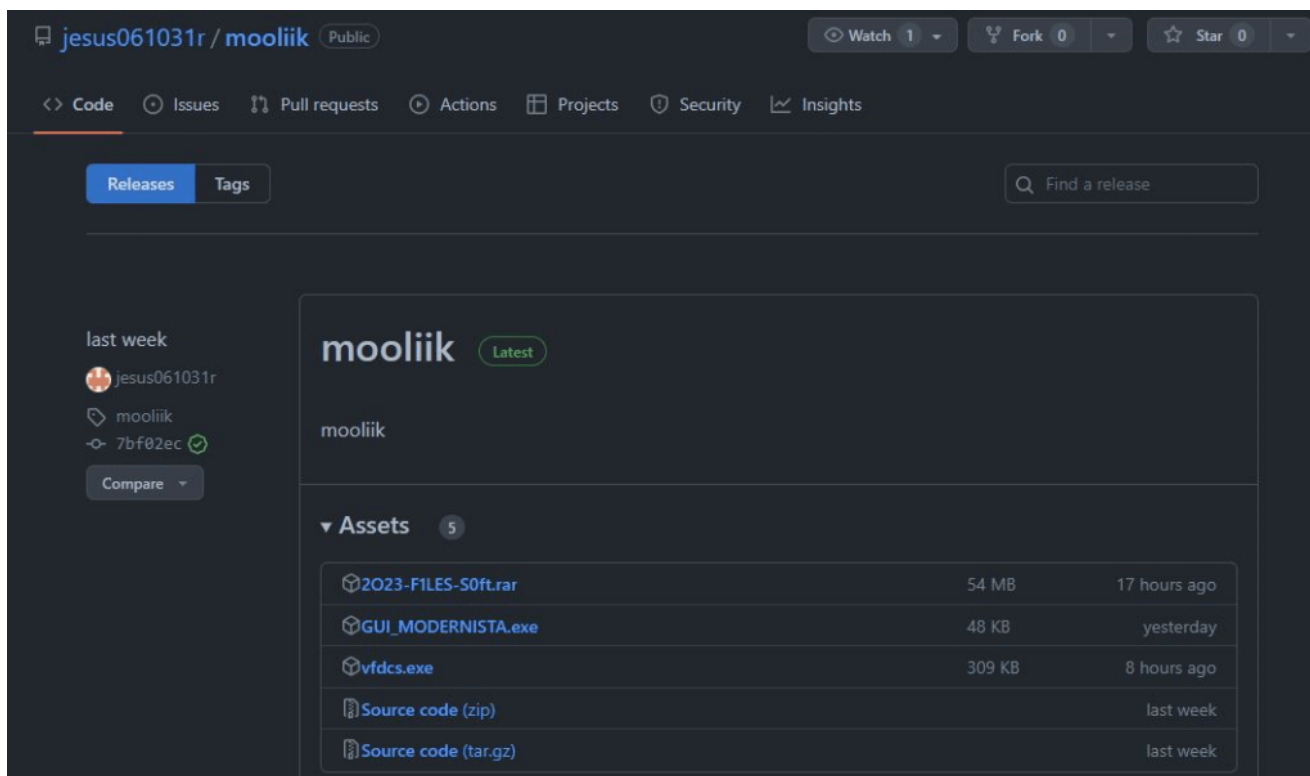 jesus061031r / mooliik Public Watch 1 Fork 0 Star 0
Code Issues Pull requests Actions Projects Security Insights
Releases Tags Find a release
last week
jesus061031r
mooliik
7bf02ec
Compare
mooliik Latest
mooliik
Assets 5
2O23-F1LES-S0ft.rar 54 MB 17 hours ago
GUI_MODERNISTA.exe 48 KB yesterday
vfdcs.exe 309 KB 8 hours ago
Source code (zip) last week
Source code (tar.gz) last week